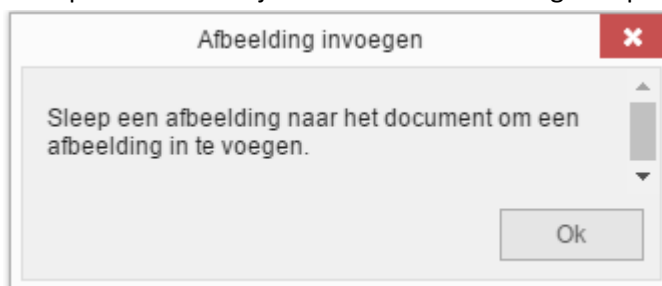 Afbeelding invoegen
Sleep een afbeelding naar het document om een
afbeelding in te voegen.
Ok